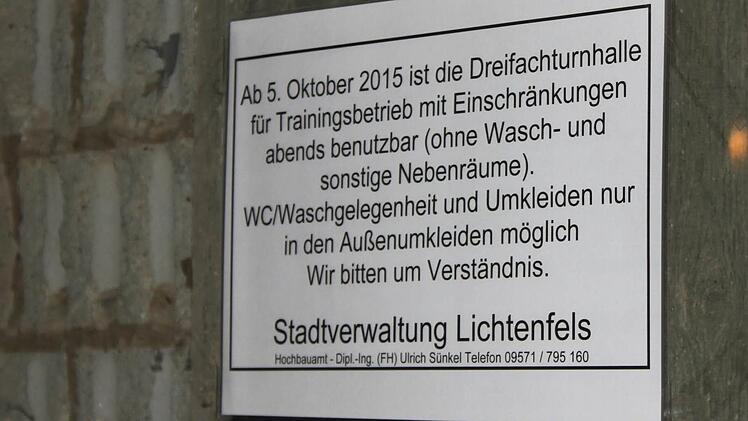 Ab 5. Oktober 2015 ist die Dreifachturnhalle
für Trainingsbetrieb mit Einschränkungen
abends benutzbar (ohne Wasch- und
sonstige Nebenräume).
WC/Waschgelegenheit und Umkleiden nur
in den Außenumkleiden möglich
Wir bitten um Verständnis.
Stadtverwaltung Lichtenfels
Hochbauamt - Dipl.-Ing. (FH) Ulrich Sünkel Telefon 09571 / 795 160